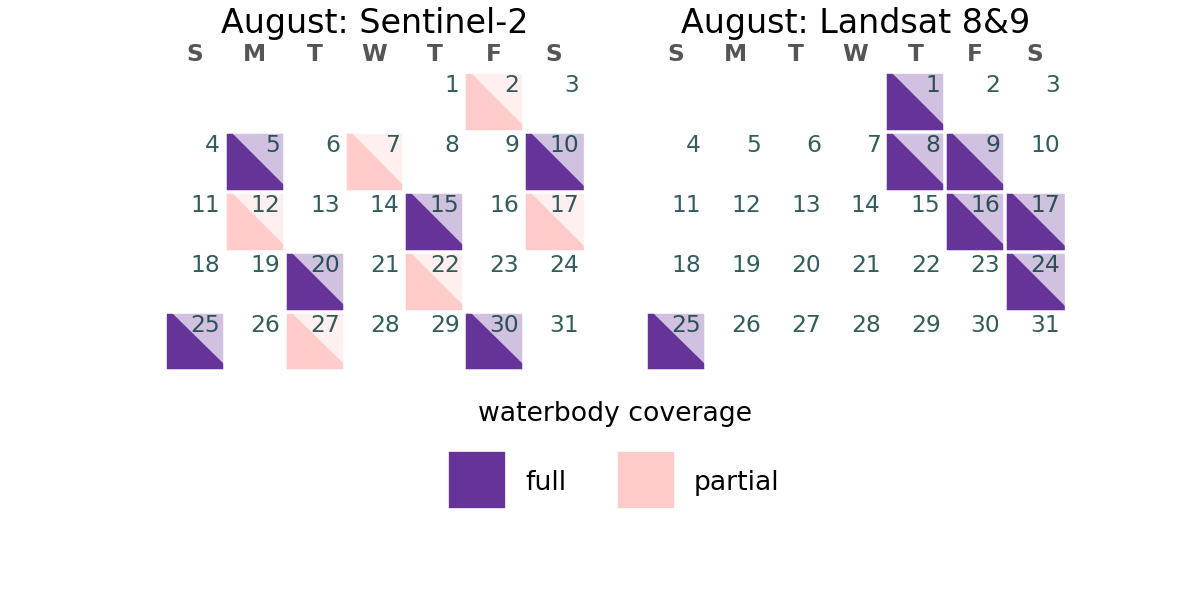 August: Sentinel-2
S M T W T F S
1 2 3
4 5 6 7 8 9 10
11 12 13 14 15 16 17
18 19 20 21 22 23 24
25 26 27 28 29 30 31
August: Landsat 8&9
S M T W T F S
1 2 3
4 5 6 7 8 9 10
11 12 13 14 15 16 17
18 19 20 21 22 23 24
25 26 27 28 29 30 31
waterbody coverage
full
partial